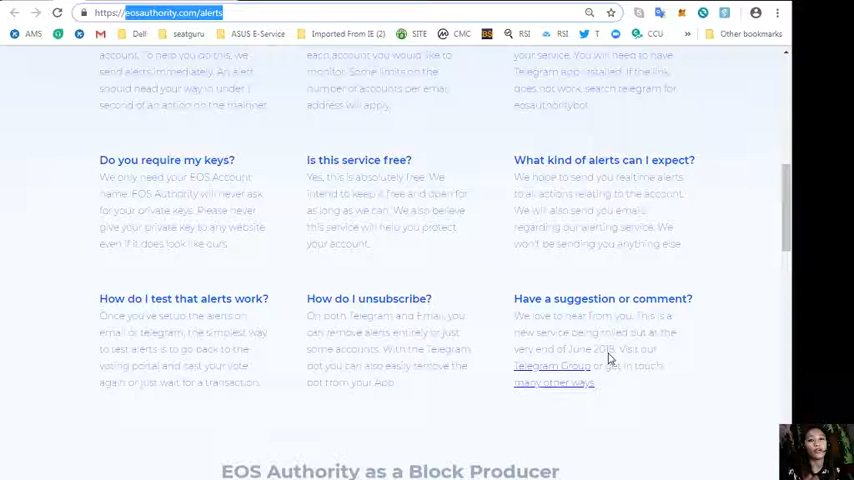 https://eosauthority.com/alerts
AMS
G
Dell
seatguru
ASUS E-Service
Imported From IE (2)
SITE
CMC
BS
RSI
RSI
T
CCU
»
Other bookmarks
account. To help you do this, we
send alerts immediately. An alert
should head your way in under 1
second of an action on the mainnet.
each account you would like to
monitor. Some limits on the
number of accounts per email
address will apply.
your service. You will need to have
Telegram app installed. If the link
does not work, search telegram for
eosauthoritybot
Do you require my keys?
We only need your EOS Account
name. EOS Authority will never ask
for your private keys. Please never
give your private key to any website
even if it does look like ours.
Is this service free?
Yes, this is absolutely free. We
intend to keep it free and open for
as long as we can. We also believe
this service will help you protect
your account.
What kind of alerts can I expect?
We hope to send you realtime alerts
to all actions relating to the account.
We will also send you emails
regarding our alerting service. We
won't be sending you anything else
How do I test that alerts work?
Once you've setup the alerts on
email or telegram, the simplest way
to test alerts is to go back to the
voting portal and cast your vote
again or just wait for a transaction.
How do I unsubscribe?
On both Telegram and Email, you
can remove alerts entirely or just
some accounts. With the Telegram
bot you can also easily remove the
bot from your App
Have a suggestion or comment?
We love to hear from you. This is a
new service being rolled out at the
very end of June 2018. Visit our
Telegram Group or get in touch
many other ways.
EOS Authority as a Block Producer